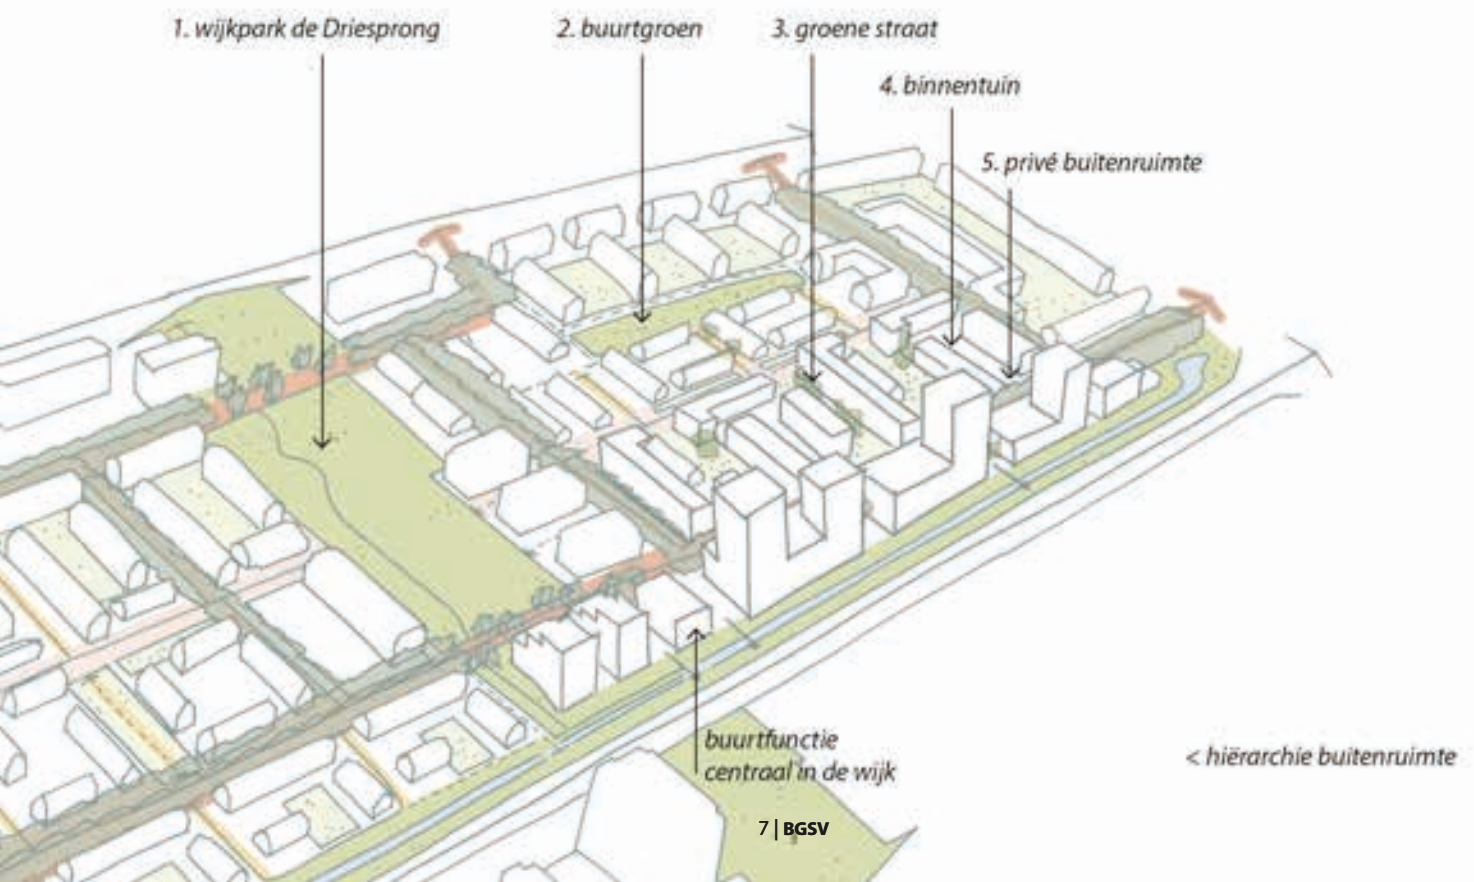 1. wijkpark de Driesprong
2. buurtgroen
3. groene straat
4. binnentuin
5. privé buitenruimte
buurtfunctie
centraal in de wijk
< hiërarchie buitenruimte
7 | BGSV